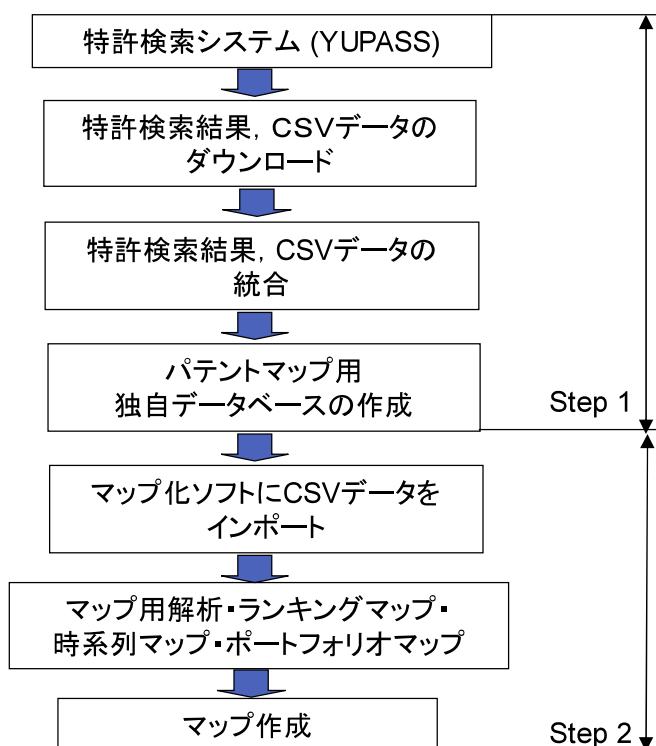 特許検索システム (YUPASS)
特許検索結果, CSVデータの
ダウンロード
特許検索結果, CSVデータの
統合
パテントマップ用
独自データベースの作成
Step 1
マップ化ソフトにCSVデータを
インポート
マップ用解析・ランキングマップ・
時系列マップ・ポートフォリオマップ
マップ作成
Step 2